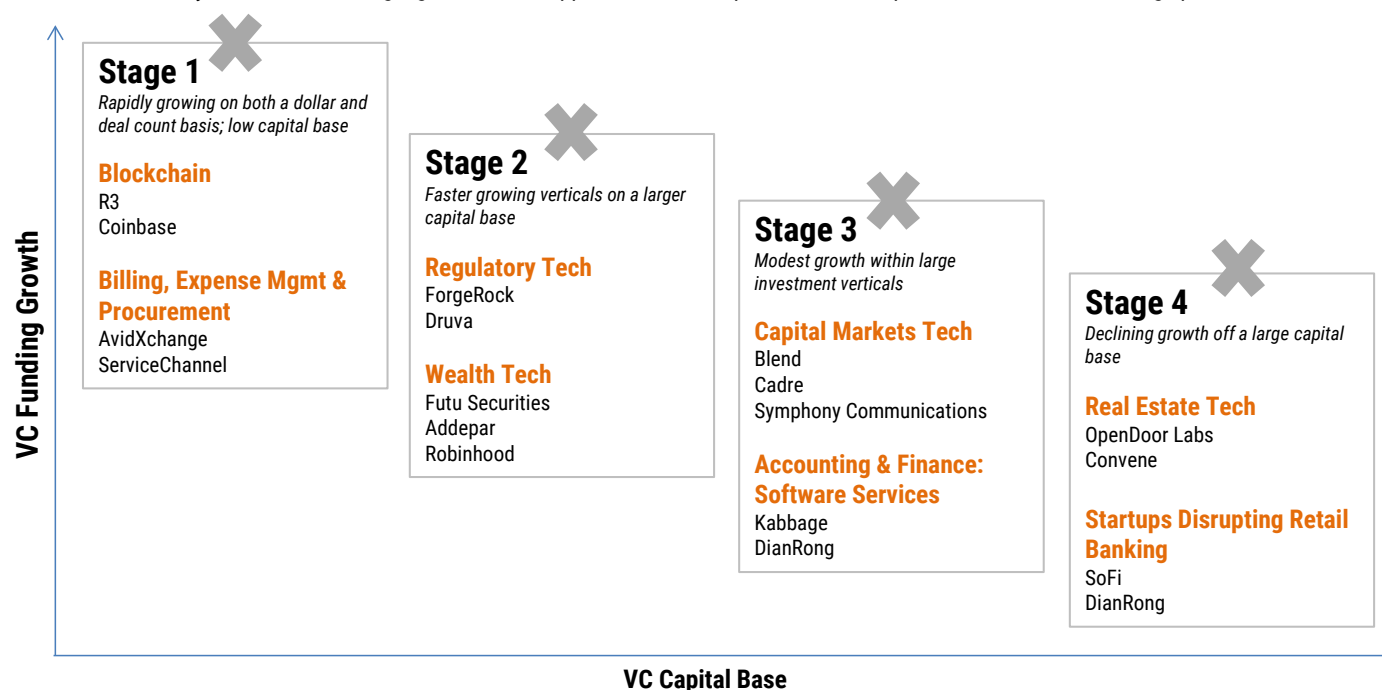 Stage 1
Rapidly growing on both a dollar and
deal count basis; low capital base
Blockchain
R3
Coinbase
Billing, Expense Mgmt &
Procurement
AvidXchange
ServiceChannel
Stage 2
Faster growing verticals on a larger
capital base
Regulatory Tech
ForgeRock
Druva
Wealth Tech
Futu Securities
Addepar
Robinhood
Stage 3
Modest growth within large
investment verticals
Capital Markets Tech
Blend
Cadre
Symphony Communications
Accounting & Finance:
Software Services
Kabbage
DianRong
Stage 4
Declining growth off a large capital
base
Real Estate Tech
OpenDoor Labs
Convene
Startups Disrupting Retail
Banking
SoFi
DianRong
VC Funding Growth
VC Capital Base